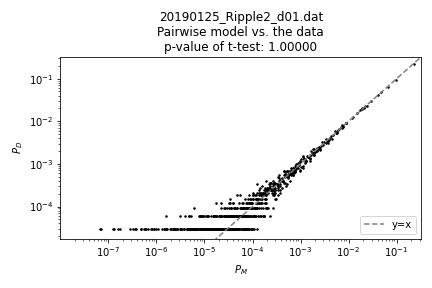 20190125_Ripple2_d01.dat
Pairwise model vs. the data
p-value of t-test: 1.00000
P_D
10^{-1}
10^{-2}
10^{-3}
10^{-4}
y=x
10^{-7} 10^{-6} 10^{-5} 10^{-4} 10^{-3} 10^{-2} 10^{-1}
P_M